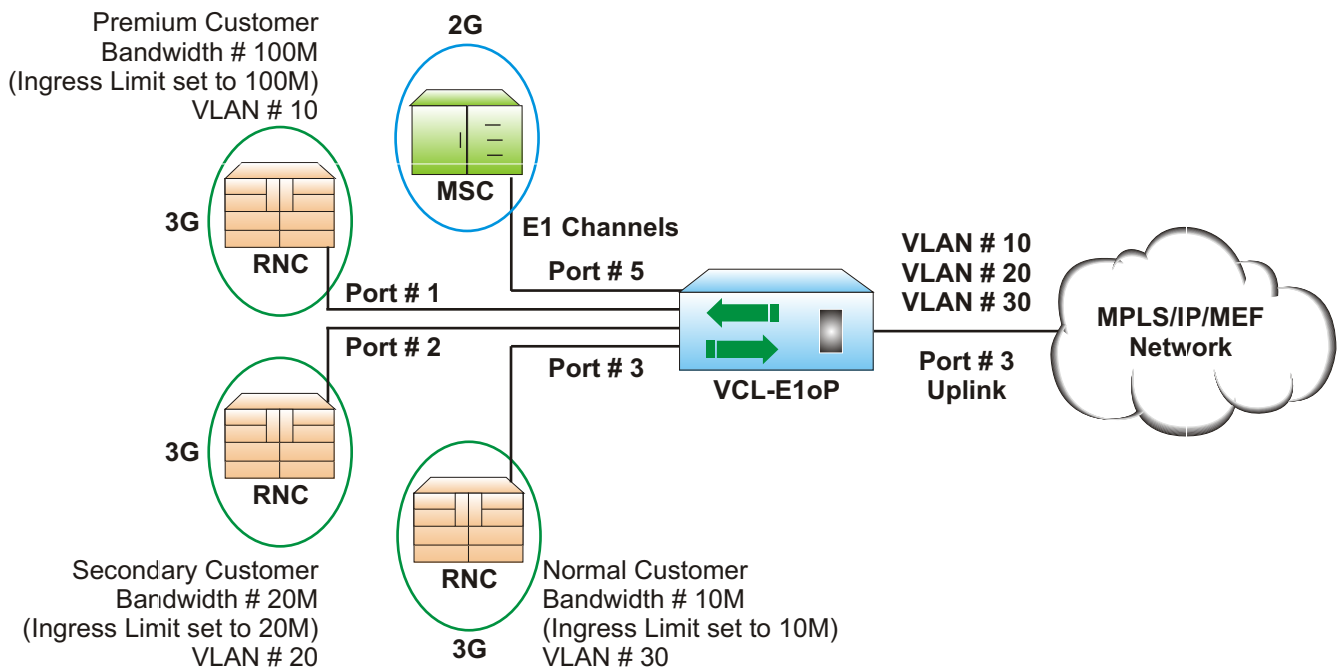 Premium Customer
Bandwidth # 100M
(Ingress Limit set to 100M)
VLAN # 10
2G
MSC
3G
RNC
E1 Channels
Port # 5
Port # 1
Port # 2
Port # 3
VCL-E1oP
VLAN # 10
VLAN # 20
VLAN # 30
Port # 3
Uplink
MPLS/IP/MEF
Network
3G
RNC
Secondary Customer
Bandwidth # 20M
(Ingress Limit set to 20M)
VLAN # 20
RNC
3G
Normal Customer
Bandwidth # 10M
(Ingress Limit set to 10M)
VLAN # 30